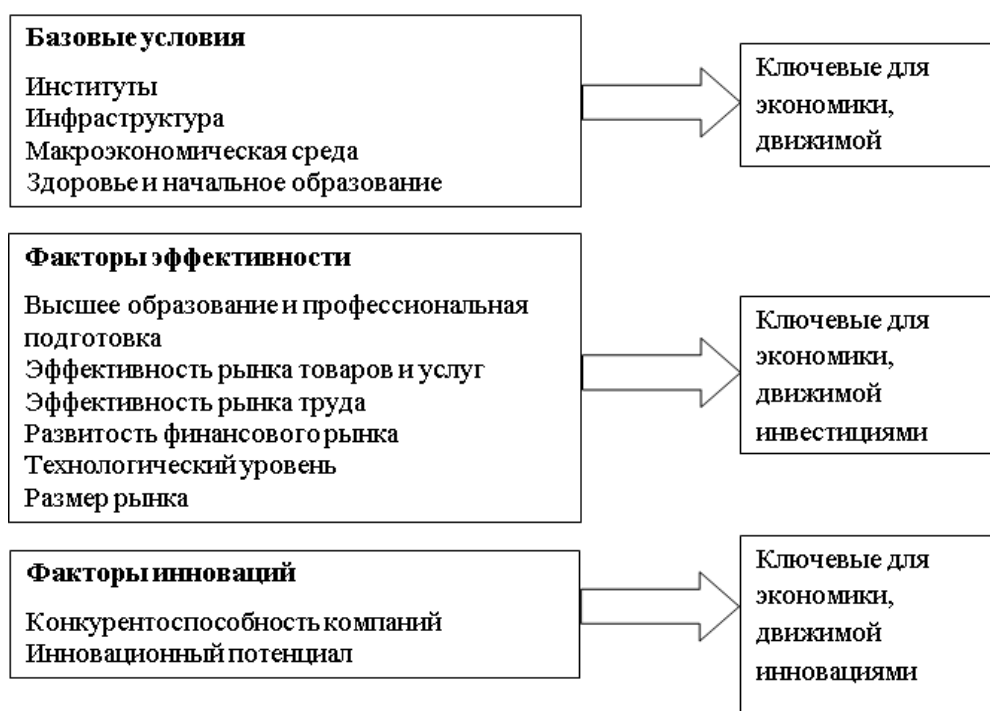 Базовые условия
Институты
Инфраструктура
Макроэкономическая среда
Здоровье и начальное образование
Ключевые для
экономики,
движимой
Факторы эффективности
Высшее образование и профессиональная
подготовка
Эффективность рынка товаров и услуг
Эффективность рынка труда
Развитость финансового рынка
Технологический уровень
Размер рынка
Ключевые для
экономики,
движимой
инвестициями
Факторы инноваций
Конкурентоспособность компаний
Инновационный потенциал
Ключевые для
экономики,
движимой
инновациями